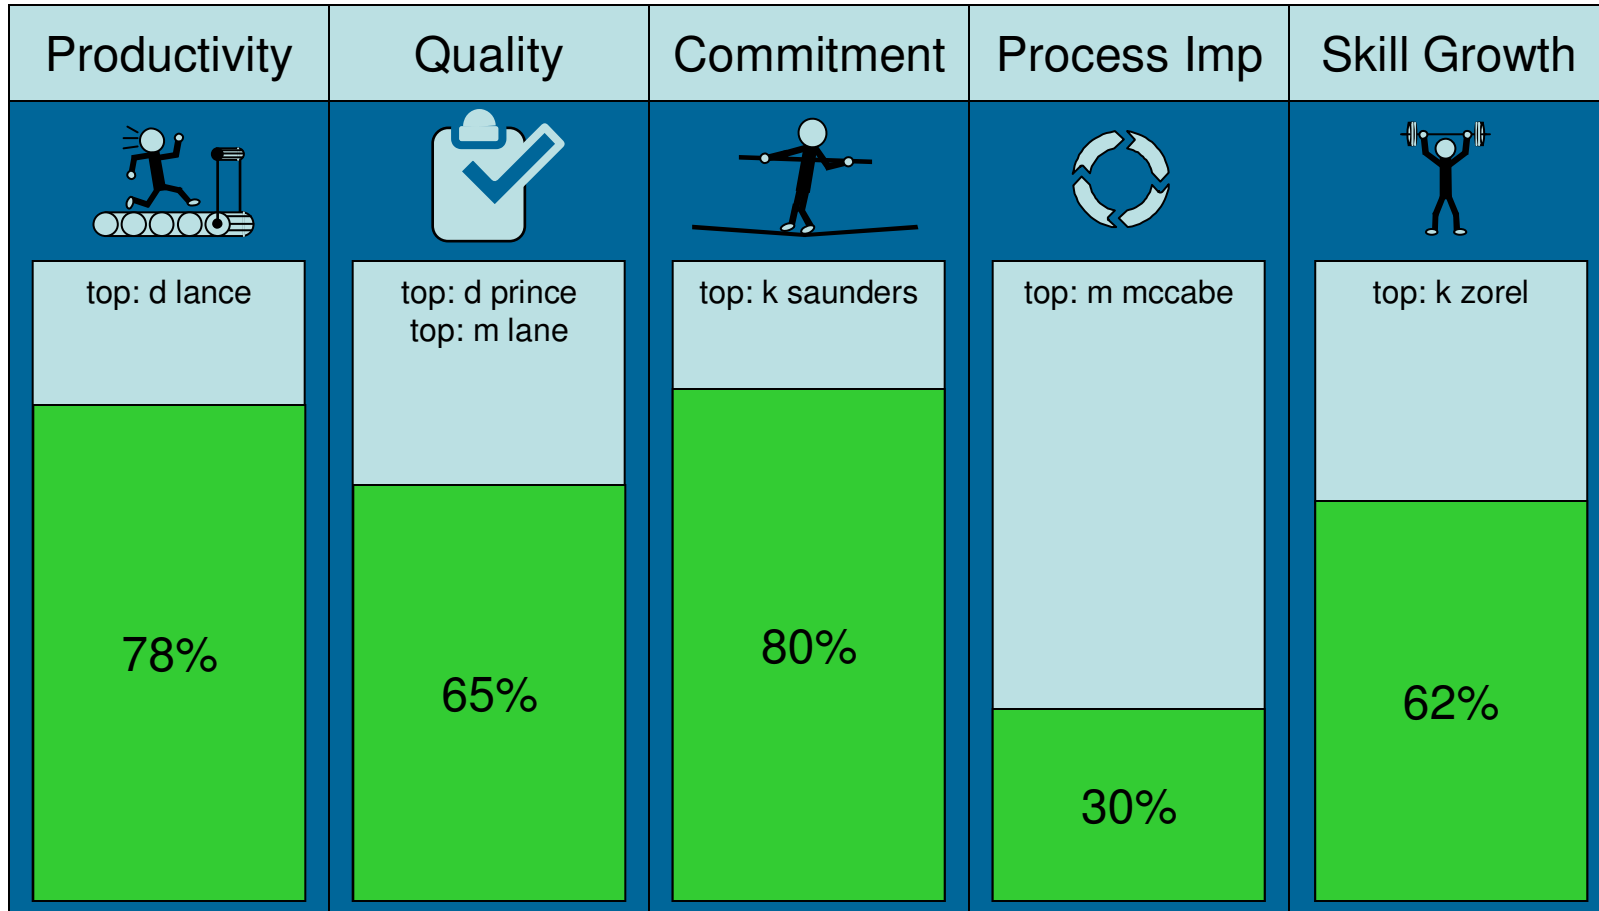 Productivity
Quality
Commitment
Process Imp
Skill Growth
top: d lance
top: d prince
top: m lane
top: k saunders
top: m mccabe
top: k zorel
78%
65%
80%
30%
62%